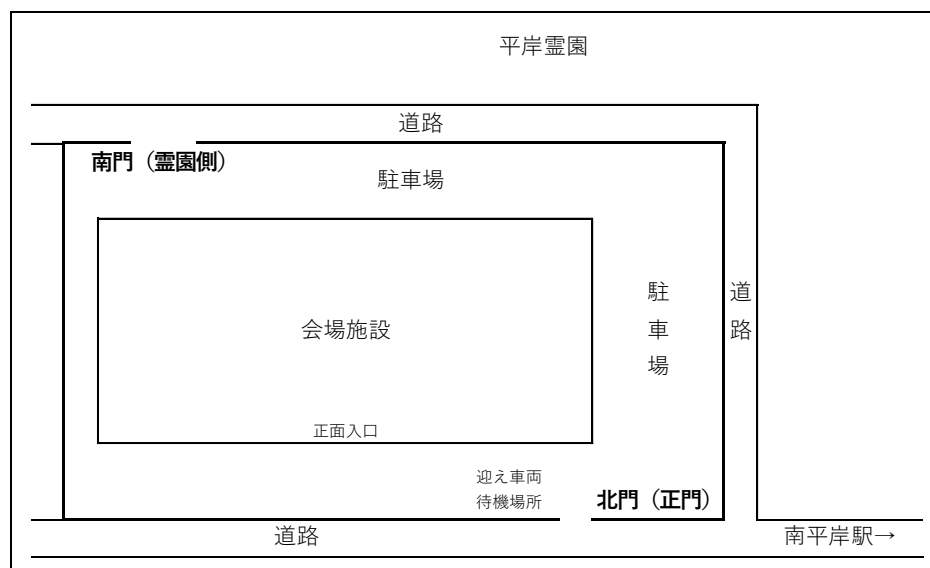 平岸霊園
道路
南門（霊園側）
駐車場
会場施設
駐車場
道路
正面入口
迎え車両
待機場所
北門（正門）
道路
南平岸駅→